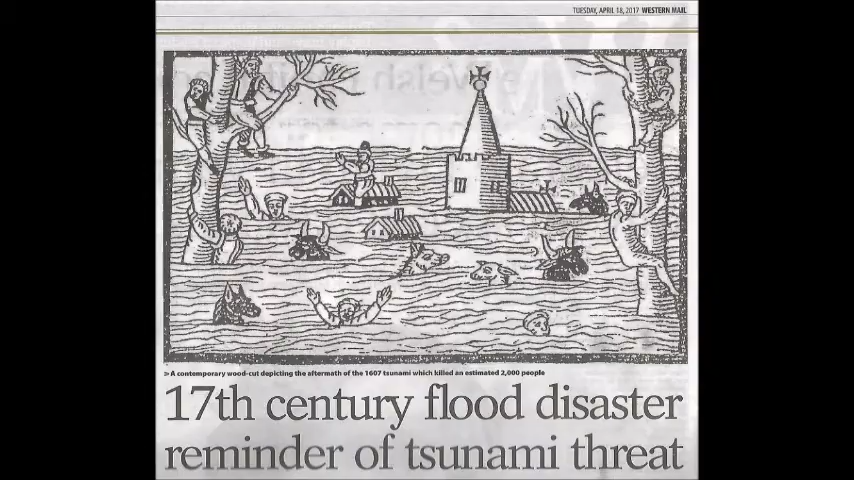 TUESDAY, APRIL 18, 2017 WESTERN MAIL
> A contemporary wood-cut depicting the aftermath of the 1607 tsunami which killed an estimated 2,000 people
17th century flood disaster
reminder of tsunami threat